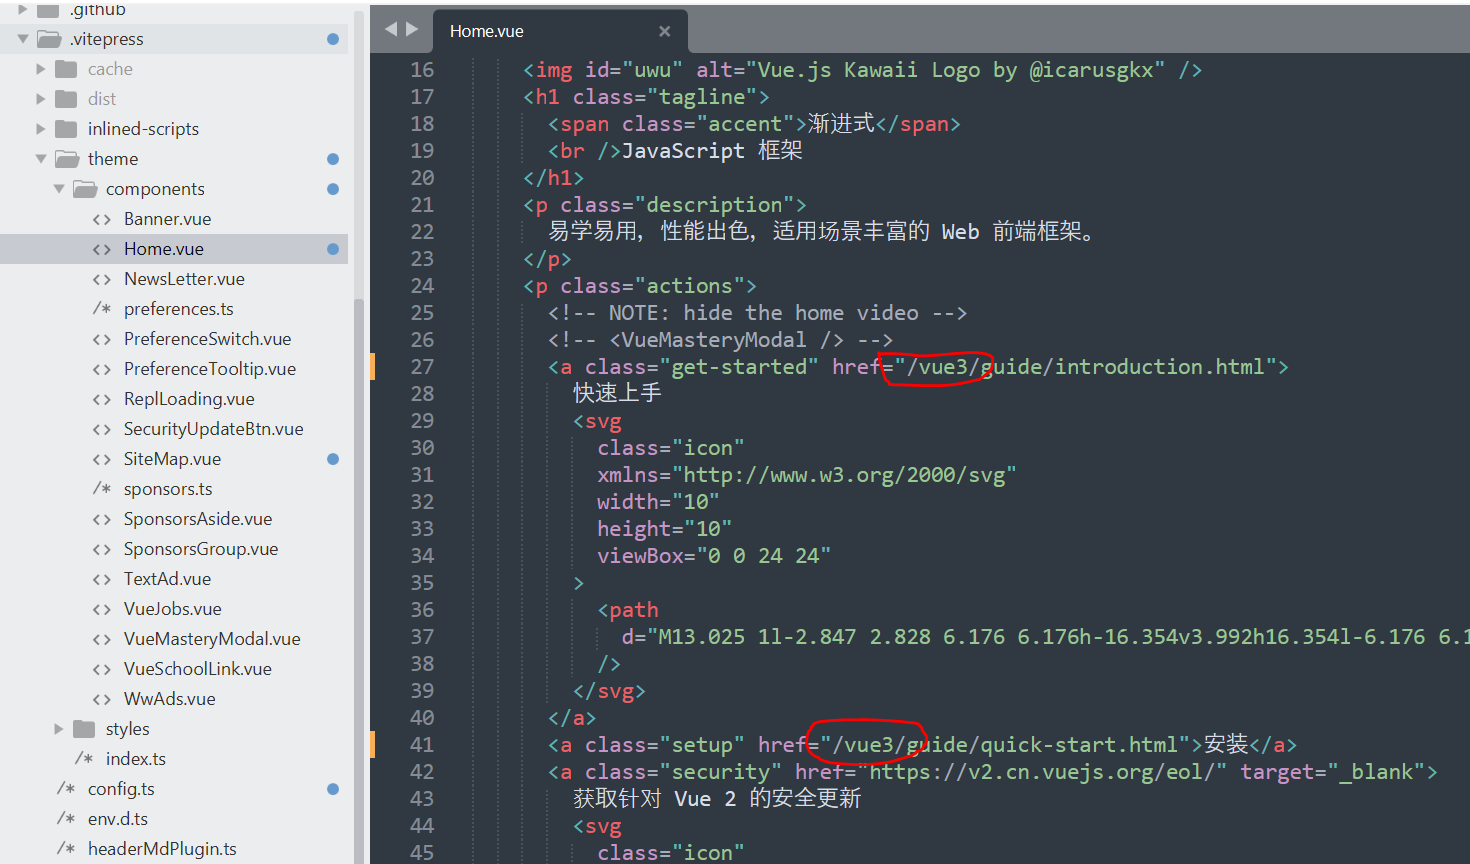 .github
.vitepress
cache
dist
inlined-scripts
theme
components
<> Banner.vue
<> Home.vue
<> NewsLetter.vue
/* preferences.ts
<> PreferenceSwitch.vue
<> PreferenceTooltip.vue
<> ReplLoading.vue
<> SecurityUpdateBtn.vue
<> SiteMap.vue
/* sponsors.ts
<> SponsorsAside.vue
<> SponsorsGroup.vue
<> TextAd.vue
<> VueJobs.vue
<> VueMasteryModal.vue
<> VueSchoolLink.vue
<> WwAds.vue
styles
/* index.ts
/* config.ts
/* env.d.ts
/* headerMdPlugin.ts
Home.vue ×
16 <img id="uwu" alt="Vue.js Kawaii Logo by @icarusgkx" />
17 <h1 class="tagline">
18 <span class="accent">渐进式</span>
19 <br />JavaScript 框架
20 </h1>
21 <p class="description">
22 易学易用，性能出色，适用场景丰富的 Web 前端框架。
23 </p>
24 <p class="actions">
25 <!-- NOTE: hide the home video -->
26 <!-- <VueMasteryModal /> -->
27 <a class="get-started" href="/vue3/guide/introduction.html">
28 快速上手
29 <svg
30 class="icon"
31 xmlns="http://www.w3.org/2000/svg"
32 width="10"
33 height="10"
34 viewBox="0 0 24 24"
35 >
36 <path
37 d="M13.025 1l-2.847 2.828 6.176 6.176h-16.354v3.992h16.354l-6.176 6.1
38 />
39 </svg>
40 </a>
41 <a class="setup" href="/vue3/guide/quick-start.html">安装</a>
42 <a class="security" href="https://v2.cn.vuejs.org/eol/" target="_blank">
43 获取针对 Vue 2 的安全更新
44 <svg
45 class="icon"